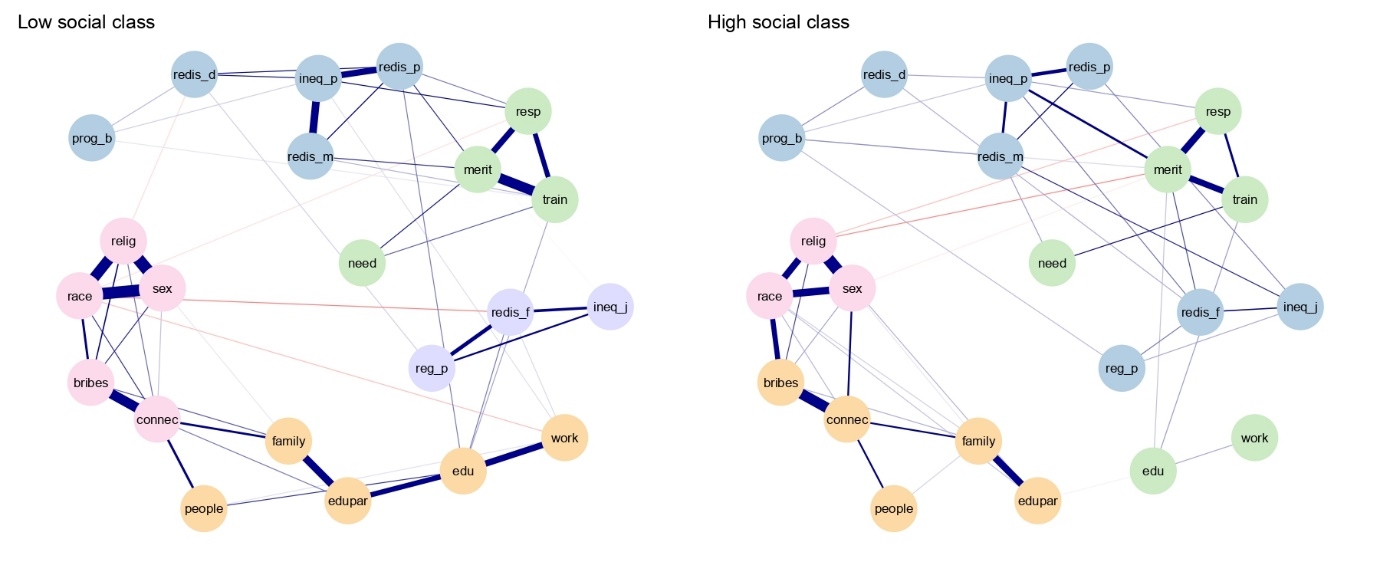 Low social class
redis_d
ineq_p
redis_p
resp
prog_b
redis_m
merit
train
need
relig
race
sex
redis_f
ineq_j
reg_p
bribes
connec
family
work
edu
edupar
people
High social class
redis_d
ineq_p
redis_p
resp
prog_b
redis_m
merit
train
need
relig
race
sex
redis_f
ineq_j
reg_p
bribes
connec
family
work
edu
edupar
people